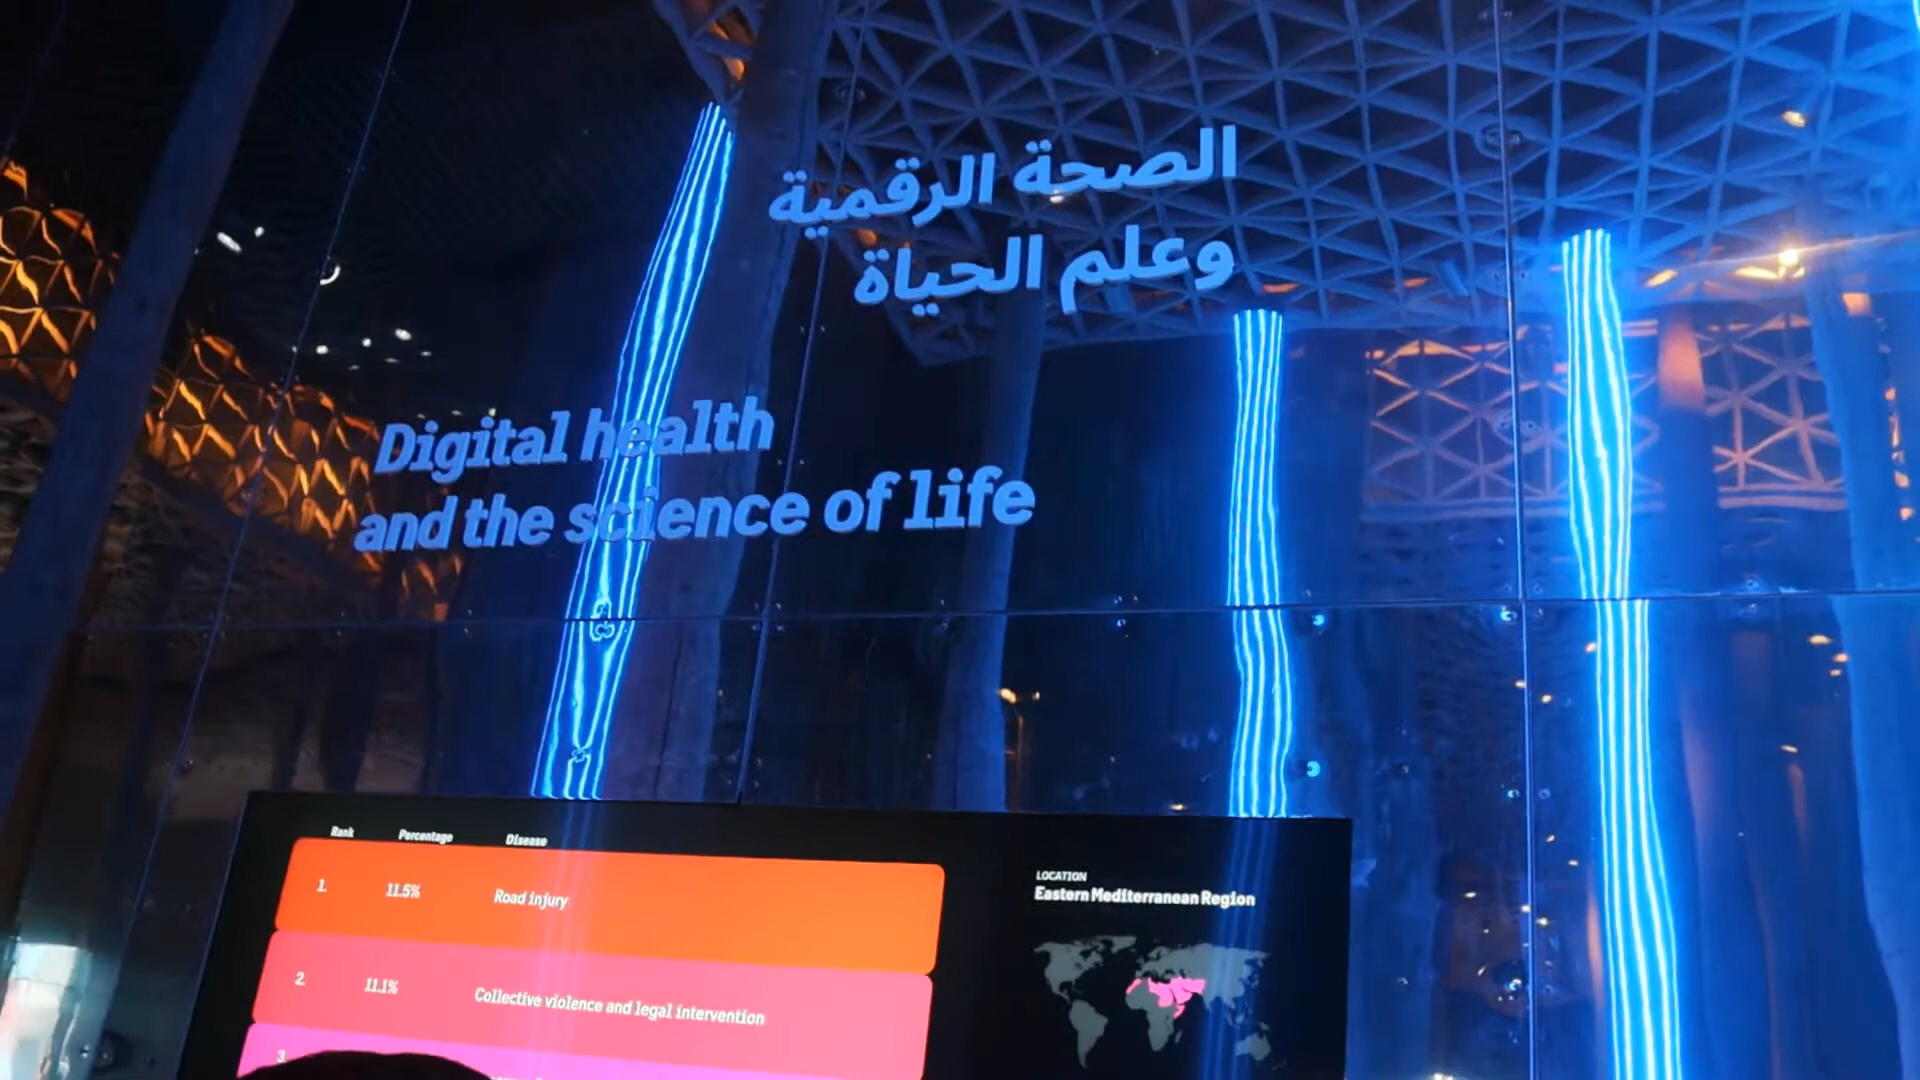 الصحة الرقمية
وعلم الحياة
Digital health
and the science of life
Rank Percentage Disease
1. 11.5% Road injury
2. 11.1% Collective violence and legal intervention
3.
LOCATION
Eastern Mediterranean Region